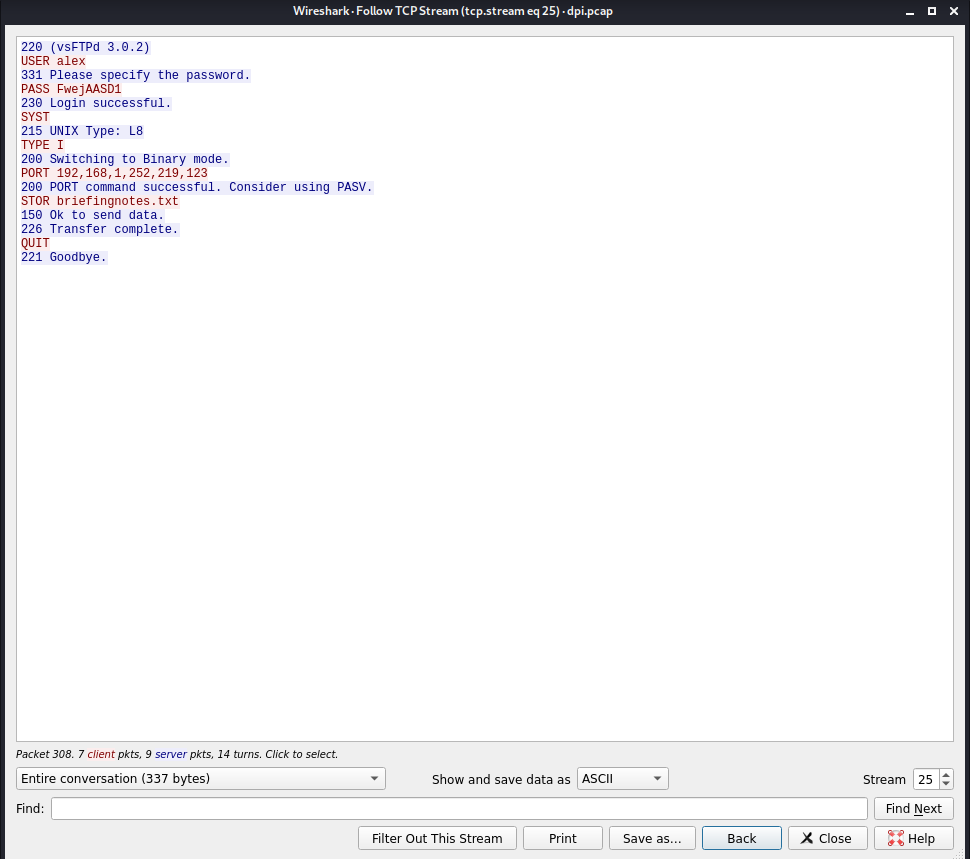 Wireshark · Follow TCP Stream (tcp.stream eq 25) · dpi.pcap
220 (vsFTPd 3.0.2)
USER alex
331 Please specify the password.
PASS FwejAASD1
230 Login successful.
SYST
215 UNIX Type: L8
TYPE I
200 Switching to Binary mode.
PORT 192,168,1,252,219,123
200 PORT command successful. Consider using PASV.
STOR briefingnotes.txt
150 Ok to send data.
226 Transfer complete.
QUIT
221 Goodbye.
Packet 308. 7 client pkts, 9 server pkts, 14 turns. Click to select.
Entire conversation (337 bytes) Show and save data as ASCII Stream 25
Find: Find Next
Filter Out This Stream Print Save as... Back Close Help